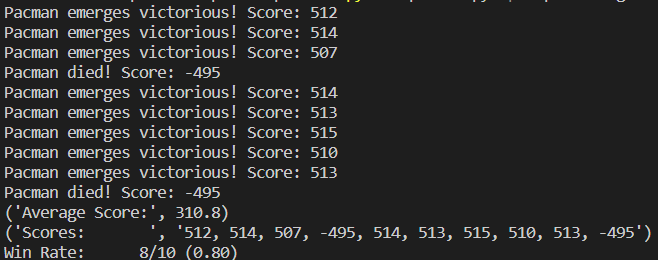 Pacman emerges victorious! Score: 512
Pacman emerges victorious! Score: 514
Pacman emerges victorious! Score: 507
Pacman died! Score: -495
Pacman emerges victorious! Score: 514
Pacman emerges victorious! Score: 513
Pacman emerges victorious! Score: 515
Pacman emerges victorious! Score: 510
Pacman emerges victorious! Score: 513
Pacman died! Score: -495
('Average Score:', 310.8)
('Scores:       ', '512, 514, 507, -495, 514, 513, 515, 510, 513, -495')
Win Rate:      8/10 (0.80)